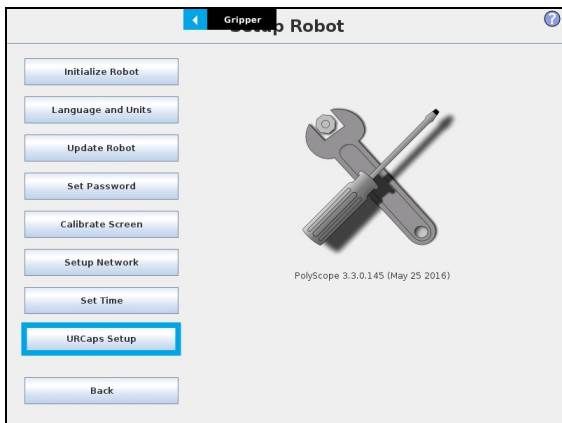 Gripper
Setup Robot
Initialize Robot
Language and Units
Update Robot
Set Password
Calibrate Screen
Setup Network
Set Time
URCaps Setup
Back
PolyScope 3.3.0.145 (May 25 2016)
?